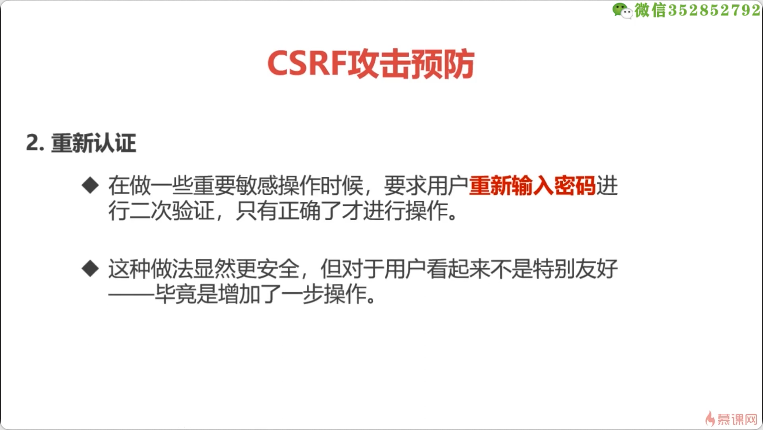 微信352852792
CSRF攻击预防
2. 重新认证
◆ 在做一些重要敏感操作时候，要求用户重新输入密码进
行二次验证，只有正确了才进行操作。
◆ 这种做法显然更安全，但对于用户看起来不是特别友好
——毕竟是增加了一步操作。
慕课网